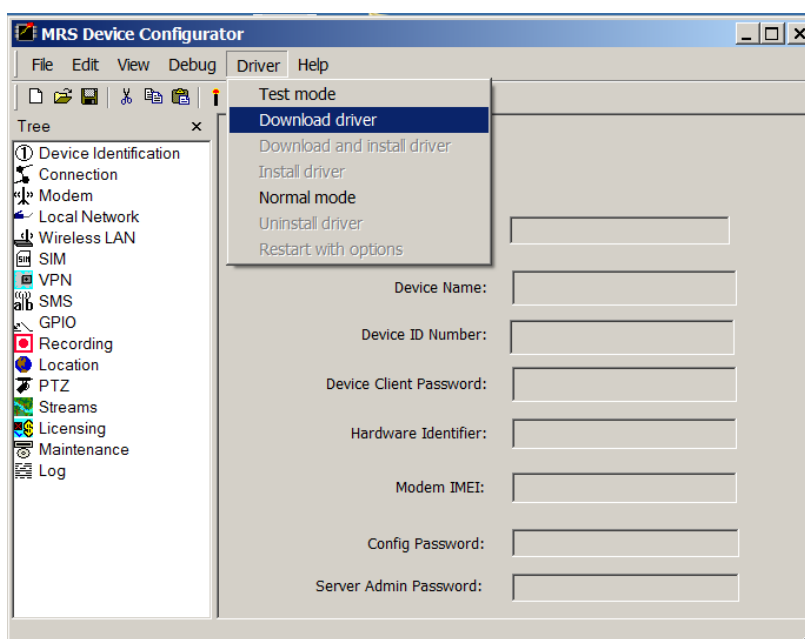 MRS Device Configurator
File Edit View Debug Driver Help
Test mode
Download driver
Download and install driver
Install driver
Normal mode
Uninstall driver
Restart with options
Tree x
Device Identification
Connection
Modem
Local Network
Wireless LAN
SIM
VPN
SMS
GPIO
Recording
Location
PTZ
Streams
Licensing
Maintenance
Log
Device Name:
Device ID Number:
Device Client Password:
Hardware Identifier:
Modem IMEI:
Config Password:
Server Admin Password: